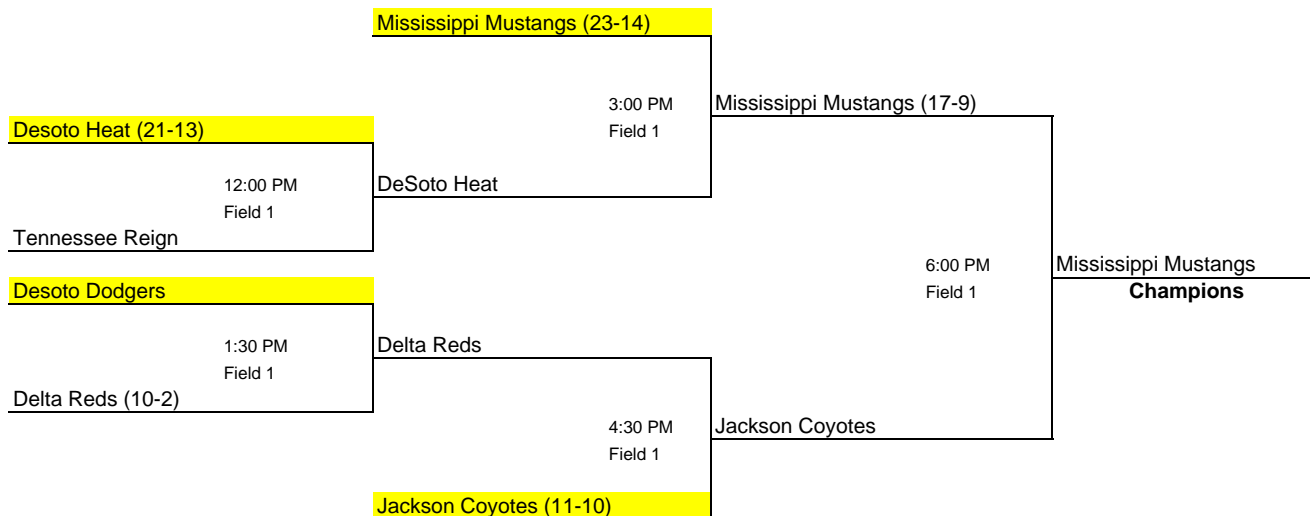 Mississippi Mustangs (23-14)
3:00 PM
Mississippi Mustangs (17-9)
Desoto Heat (21-13)
Field 1
12:00 PM
DeSoto Heat
Field 1
Tennessee Reign
6:00 PM
Mississippi Mustangs
Desoto Dodgers
Field 1
Champions
1:30 PM
Delta Reds
Field 1
Delta Reds (10-2)
4:30 PM
Jackson Coyotes
Field 1
Jackson Coyotes (11-10)